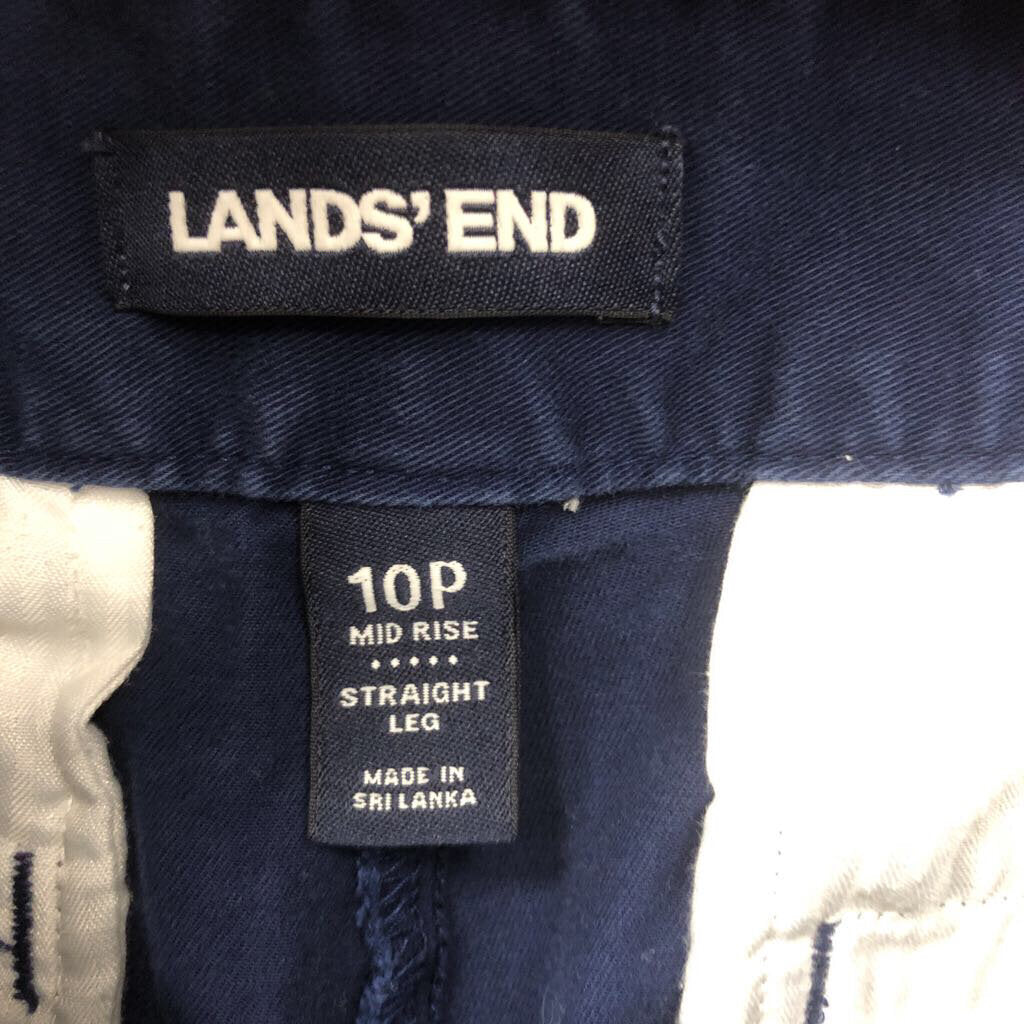 LANDS' END
10P
MID RISE
•••••
STRAIGHT
LEG
MADE IN
SRI LANKA